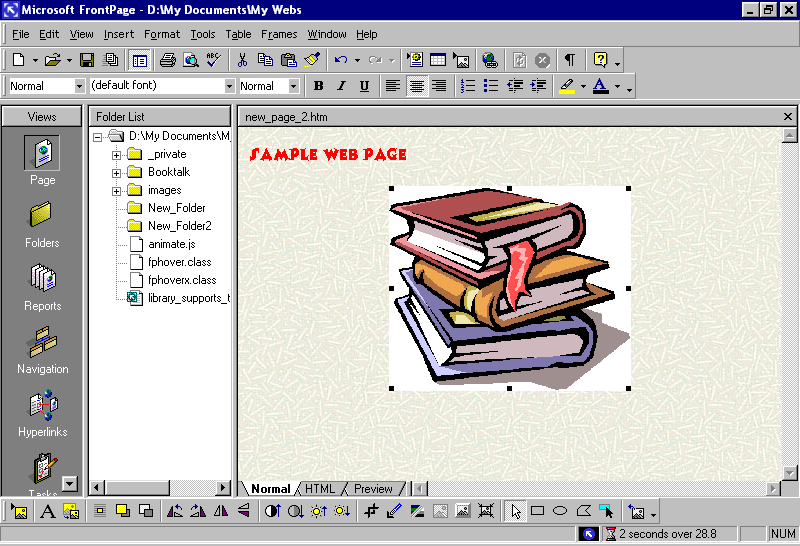 Microsoft FrontPage - D:\My Documents\My Webs
File Edit View Insert Format Tools Table Frames Window Help
Normal (default font) Normal B I U A
Views
Page
Folders
Reports
Navigation
Hyperlinks
Tasks
Folder List
D:\My Documents\M
_private
Booktalk
images
New_Folder
New_Folder2
animate.js
fphover.class
fphoverx.class
library_supports_t
new_page_2.htm
SAMPLE WEB PAGE
Normal HTML Preview
A
2 seconds over 28.8 NUM